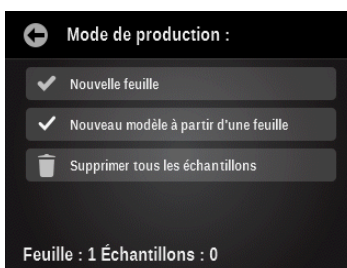 Mode de production :
Nouvelle feuille
Nouveau modèle à partir d'une feuille
Supprimer tous les échantillons
Feuille : 1 Échantillons : 0